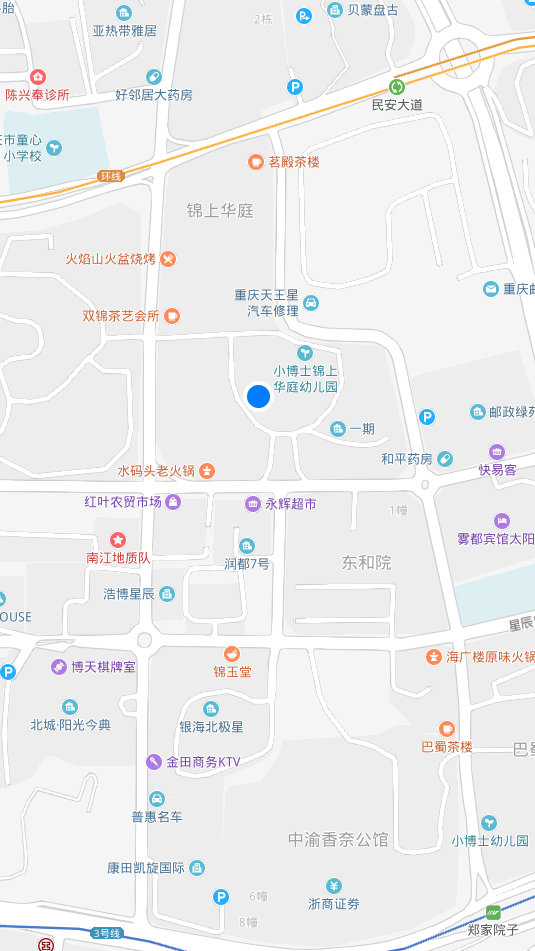 胎
2栋
贝蒙盘古
亚热带雅居
陈兴奉诊所
好邻居大药房
民安大道
市童心
小学校
茗殿茶楼
环线
锦上华庭
火焰山火盆烧烤
重庆天王星
汽车修理
重庆邮
双锦茶艺会所
小博士锦上
华庭幼儿园
邮政绿苑
一期
和平药房
快易客
水码头老火锅
红叶农贸市场
永辉超市
1幢
雾都宾馆太阳
南江地质队
润都7号
东和院
浩博星辰
OUSE
星辰
海广楼原味火锅
博天棋牌室
锦玉堂
北城·阳光今典
银海北极星
巴蜀茶楼
巴蜀
金田商务KTV
普惠名车
中渝香奈公馆
小博士幼儿园
康田凯旋国际
6幢
浙商证券
8幢
3号线
郑家院子